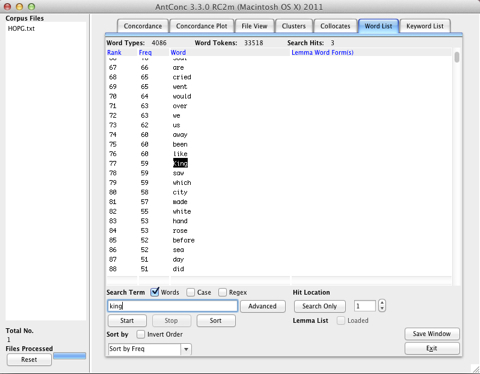 AntConc 3.3.0 RC2m (Macintosh OS X) 2011
Corpus Files
HOPG.txt
Concordance Concordance Plot File View Clusters Collocates Word List Keyword List
Word Types: 4086 Word Tokens: 33518 Search Hits: 3
Rank Freq Word Lemma Word Form(s)
67 66 are
68 65 cried
69 65 went
70 64 would
71 63 over
72 63 we
73 62 us
74 60 away
75 60 been
76 60 like
77 59 King
78 59 saw
79 59 which
80 58 city
81 57 made
82 55 white
83 53 hand
84 53 rose
85 52 before
86 52 sea
87 51 day
88 51 did
Search Term Words Case Regex Hit Location
king Advanced Search Only 1
Start Stop Sort Lemma List Loaded
Total No.
1
Files Processed
Reset
Sort by Invert Order
Sort by Freq
Save Window
Exit